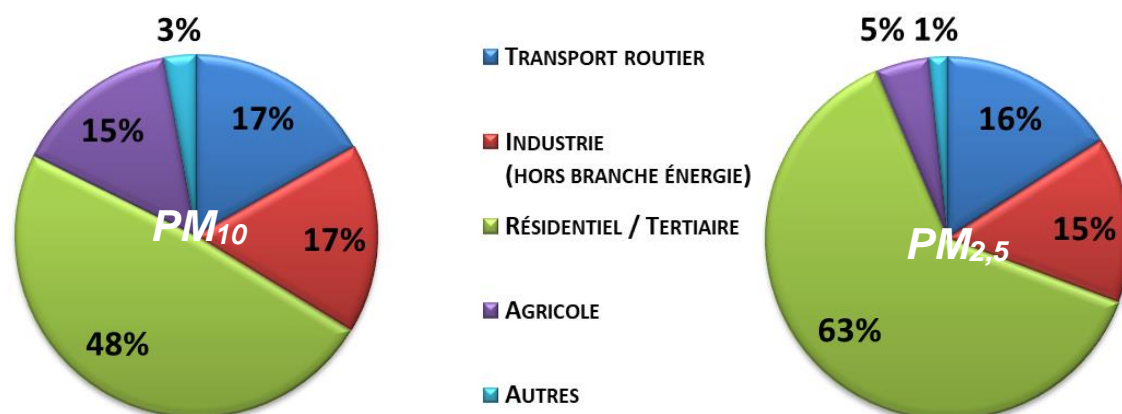 3%
17%
15%
17%
48%
PM10
TRANSPORT ROUTIER
INDUSTRIE
(HORS BRANCHE ÉNERGIE)
RÉSIDENTIEL / TERTIAIRE
AGRICOLE
AUTRES
5% 1%
16%
15%
63%
PM2,5